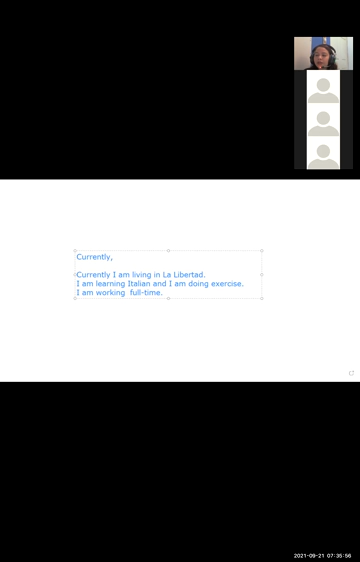 Currently,
Currently I am living in La Libertad.
I am learning Italian and I am doing exercise.
I am working  full-time.
17
2021-09-21 07:35:56